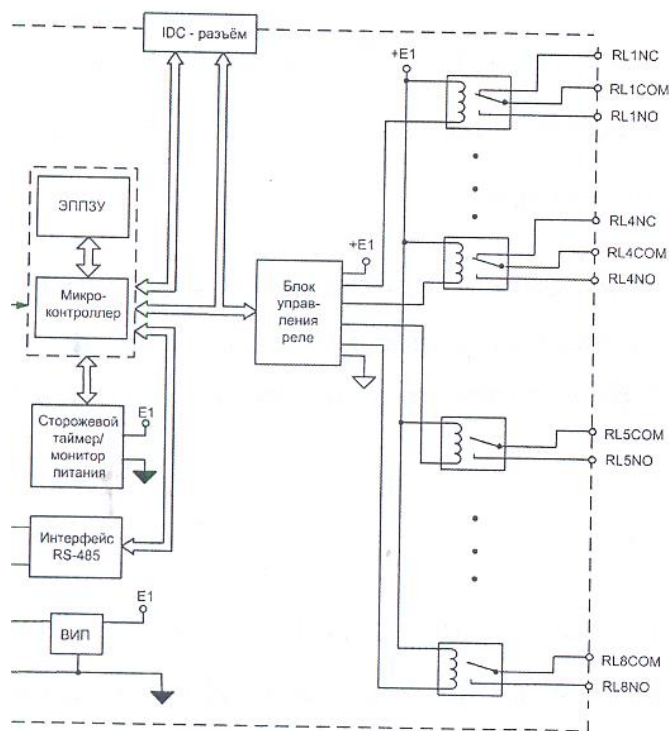 IDC - разъём
+E1
RL1NC
RL1COM
RL1NO
ЭППЗУ
Микро-
контроллер
+E1
Блок
управ-
ления
реле
RL4NC
RL4COM
RL4NO
Сторожевой
таймер/
монитор
питания
E1
RL5COM
RL5NO
Интерфейс
RS-485
E1
ВИП
RL8COM
RL8NO